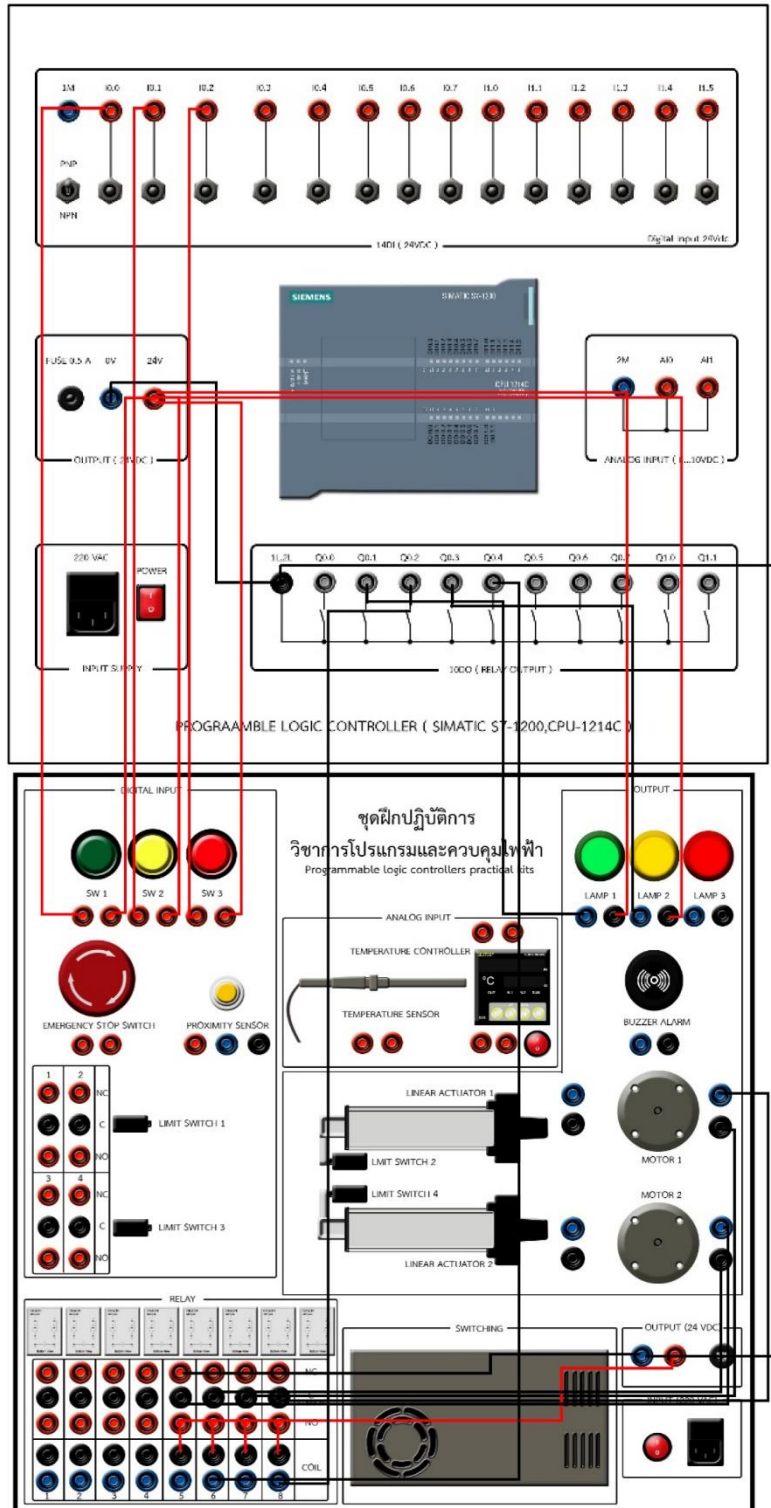 1M I0.0 I0.1 I0.2 I0.3 I0.4 I0.5 I0.6 I0.7 I1.0 I1.1 I1.2 I1.3 I1.4 I1.5
PNP
NPN
Digital Input 24Vdc
14DI ( 24VDC )
SIEMENS SIMATIC S7-1200
CPU 1214C
FUSE 0.5 A 0V 24V
OUTPUT ( 24VDC )
2M AI0 AI1
ANALOG INPUT ( 0...10VDC )
220 VAC
POWER
INPUT SUPPLY
1L,2L Q0.0 Q0.1 Q0.2 Q0.3 Q0.4 Q0.5 Q0.6 Q0.7 Q1.0 Q1.1
10DO ( RELAY OUTPUT )
PROGRAAMBLE LOGIC CONTROLLER ( SIMATIC S7-1200,CPU-1214C )
DIGITAL INPUT
SW 1 SW 2 SW 3
ชุดฝึกปฏิบัติการ
วิชาการโปรแกรมและควบคุมไฟฟ้า
Programmable logic controllers practical kits
OUTPUT
LAMP 1 LAMP 2 LAMP 3
EMERGENCY STOP SWITCH
PROXIMITY SENSOR
ANALOG INPUT
TEMPERATURE CONTROLLER
°C
TEMPERATURE SENSOR
BUZZER ALARM
1 2
NC
C
NO
LIMIT SWITCH 1
3 4
NC
C
NO
LIMIT SWITCH 3
LINEAR ACTUATOR 1
LMIT SWITCH 2
LIMIT SWITCH 4
LINEAR ACTUATOR 2
MOTOR 1
MOTOR 2
RELAY
NC
NO
COIL
1 2 3 4 5 6 7 8
SWITCHING
OUTPUT (24 VDC)